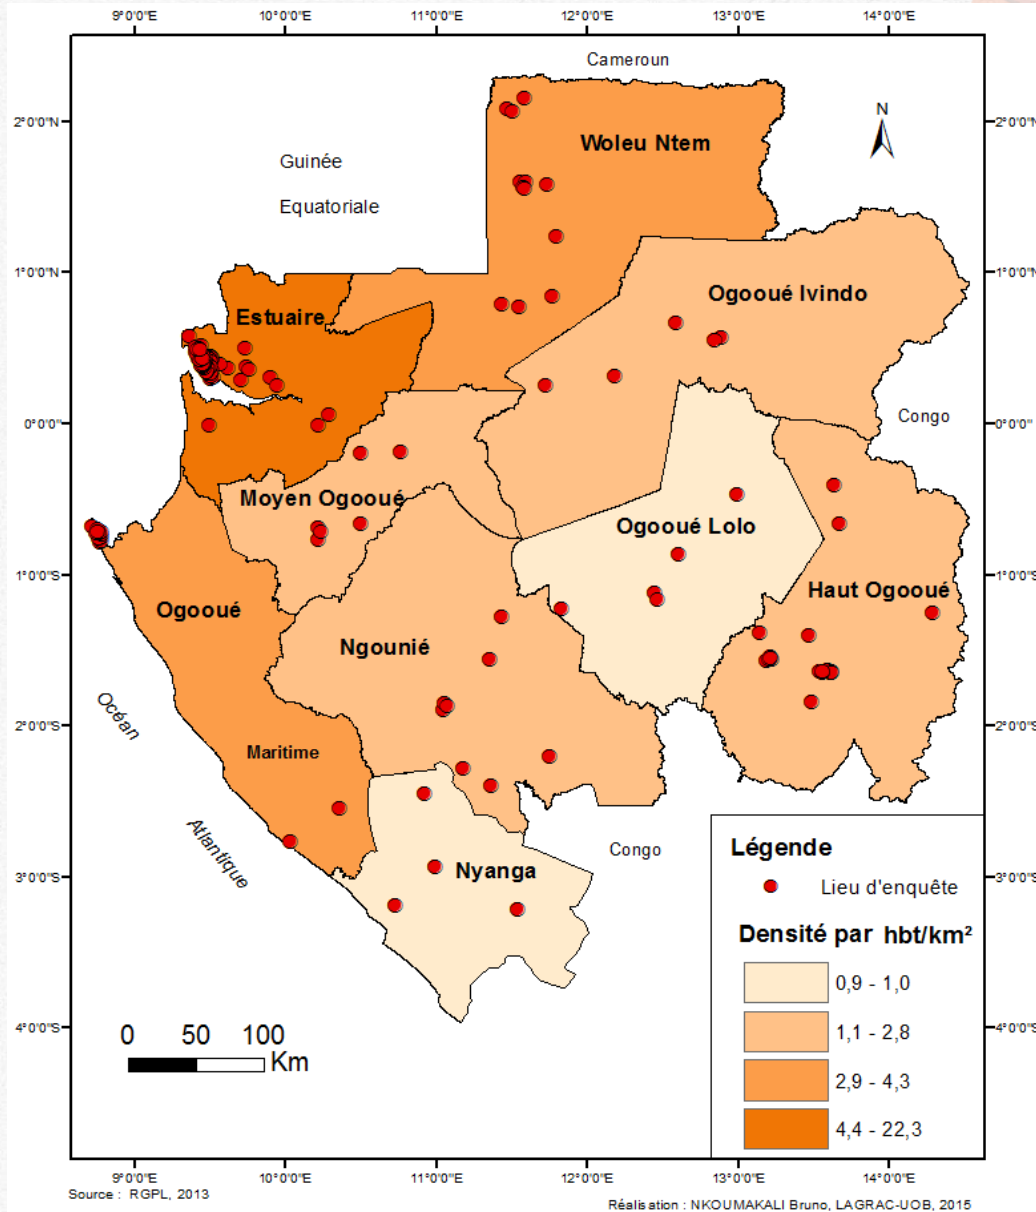 9°0'0"E 10°0'0"E 11°0'0"E 12°0'0"E 13°0'0"E 14°0'0"E
Cameroun
N
2°0'0"N 2°0'0"N
Woleu Ntem
Guinée
Equatoriale
1°0'0"N 1°0'0"N
Ogooué Ivindo
Estuaire
0°0'0" 0°0'0"
Congo
Moyen Ogooué
Ogooué Lolo
1°0'0"S 1°0'0"S
Haut Ogooué
Ogooué
Ngounié
Océan
2°0'0"S 2°0'0"S
Maritime
Atlantique
Congo
Légende
3°0'0"S 3°0'0"S
Nyanga
Lieu d'enquête
Densité par hbt/km²
0,9 - 1,0
1,1 - 2,8
2,9 - 4,3
4,4 - 22,3
4°0'0"S 4°0'0"S
0 50 100
Km
9°0'0"E 10°0'0"E 11°0'0"E 12°0'0"E 13°0'0"E 14°0'0"E
Source : RGPL, 2013
Réalisation : NKOUMAKALI Bruno, LAGRAC-UOB, 2015